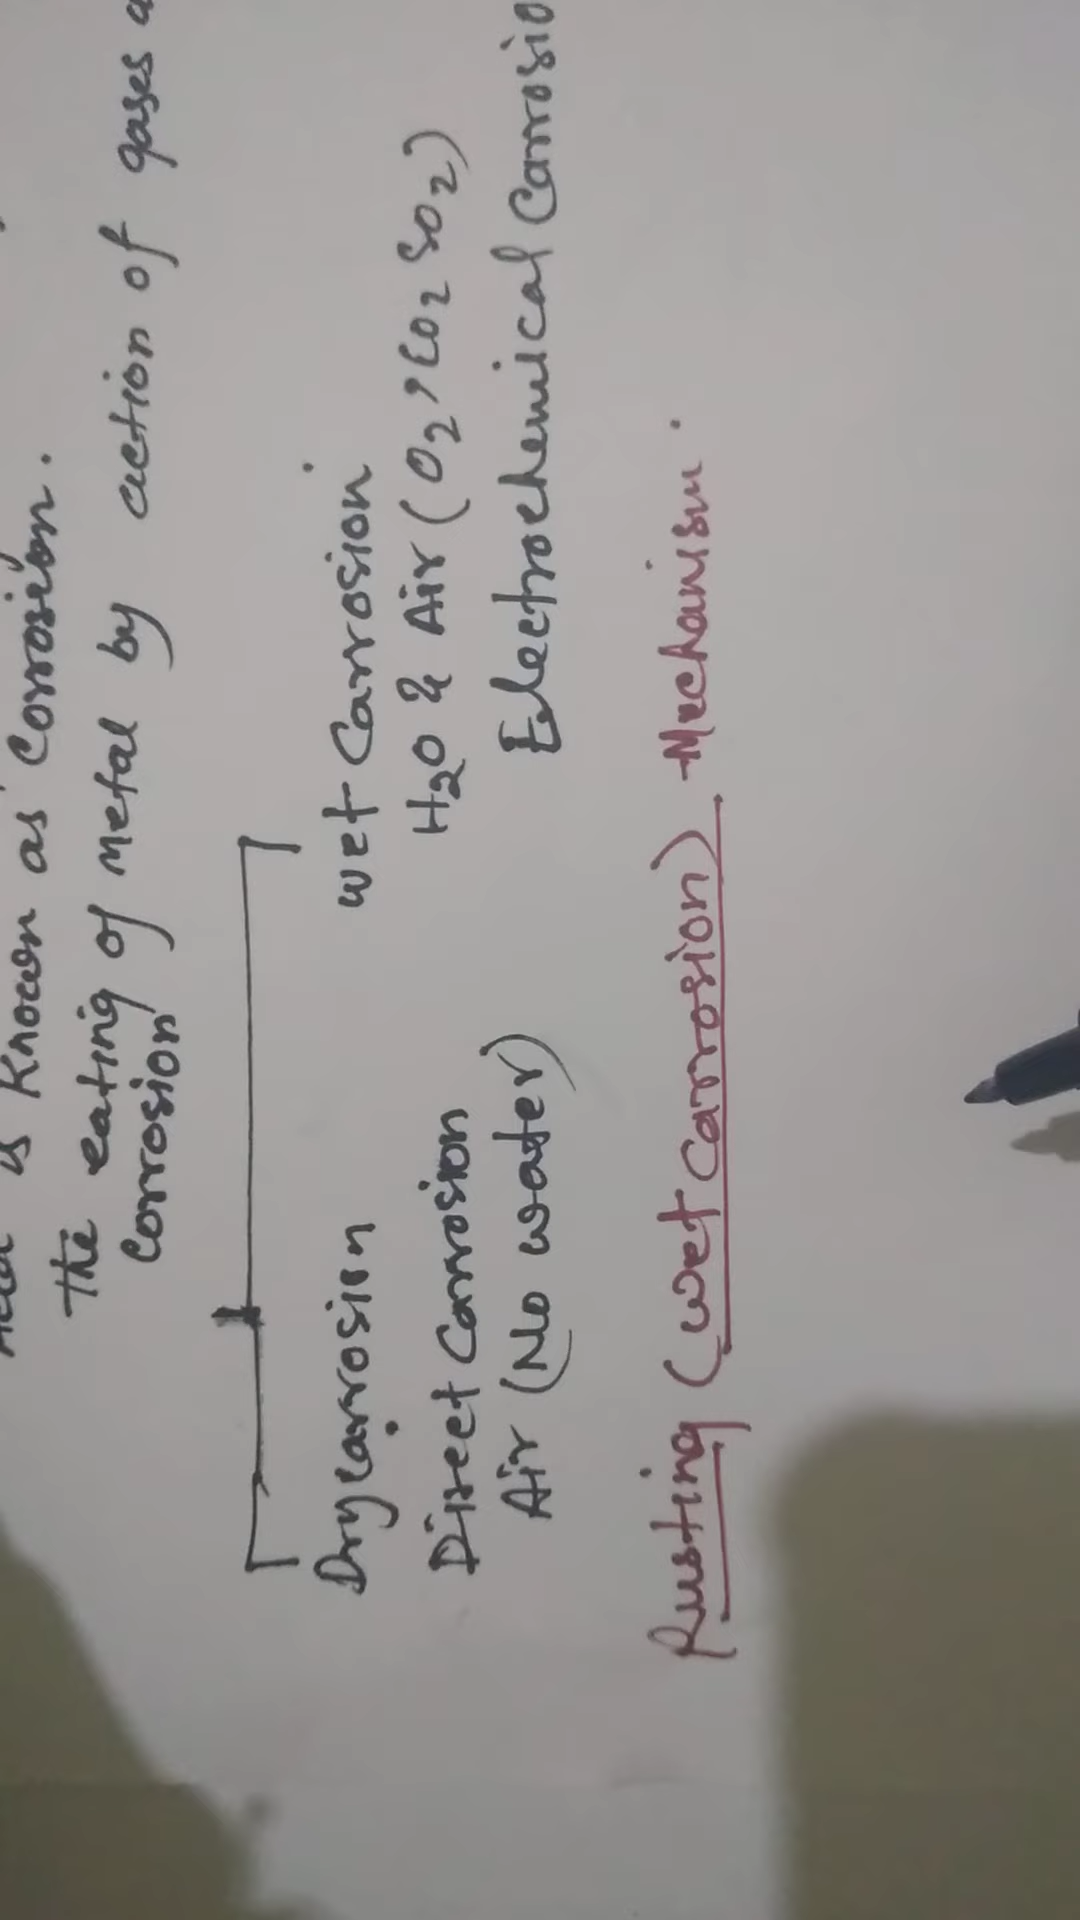 is Known as Corrosion.
The eating of Metal by action of gases
Corrosion
Dry Corrosion
wet Corrosion
Direct Corrosion
H2O & Air (O2, CO2 SO2)
Air (No water)
Electrochemical Corrosio
Rusting (wet Corrosion) Mechanism.